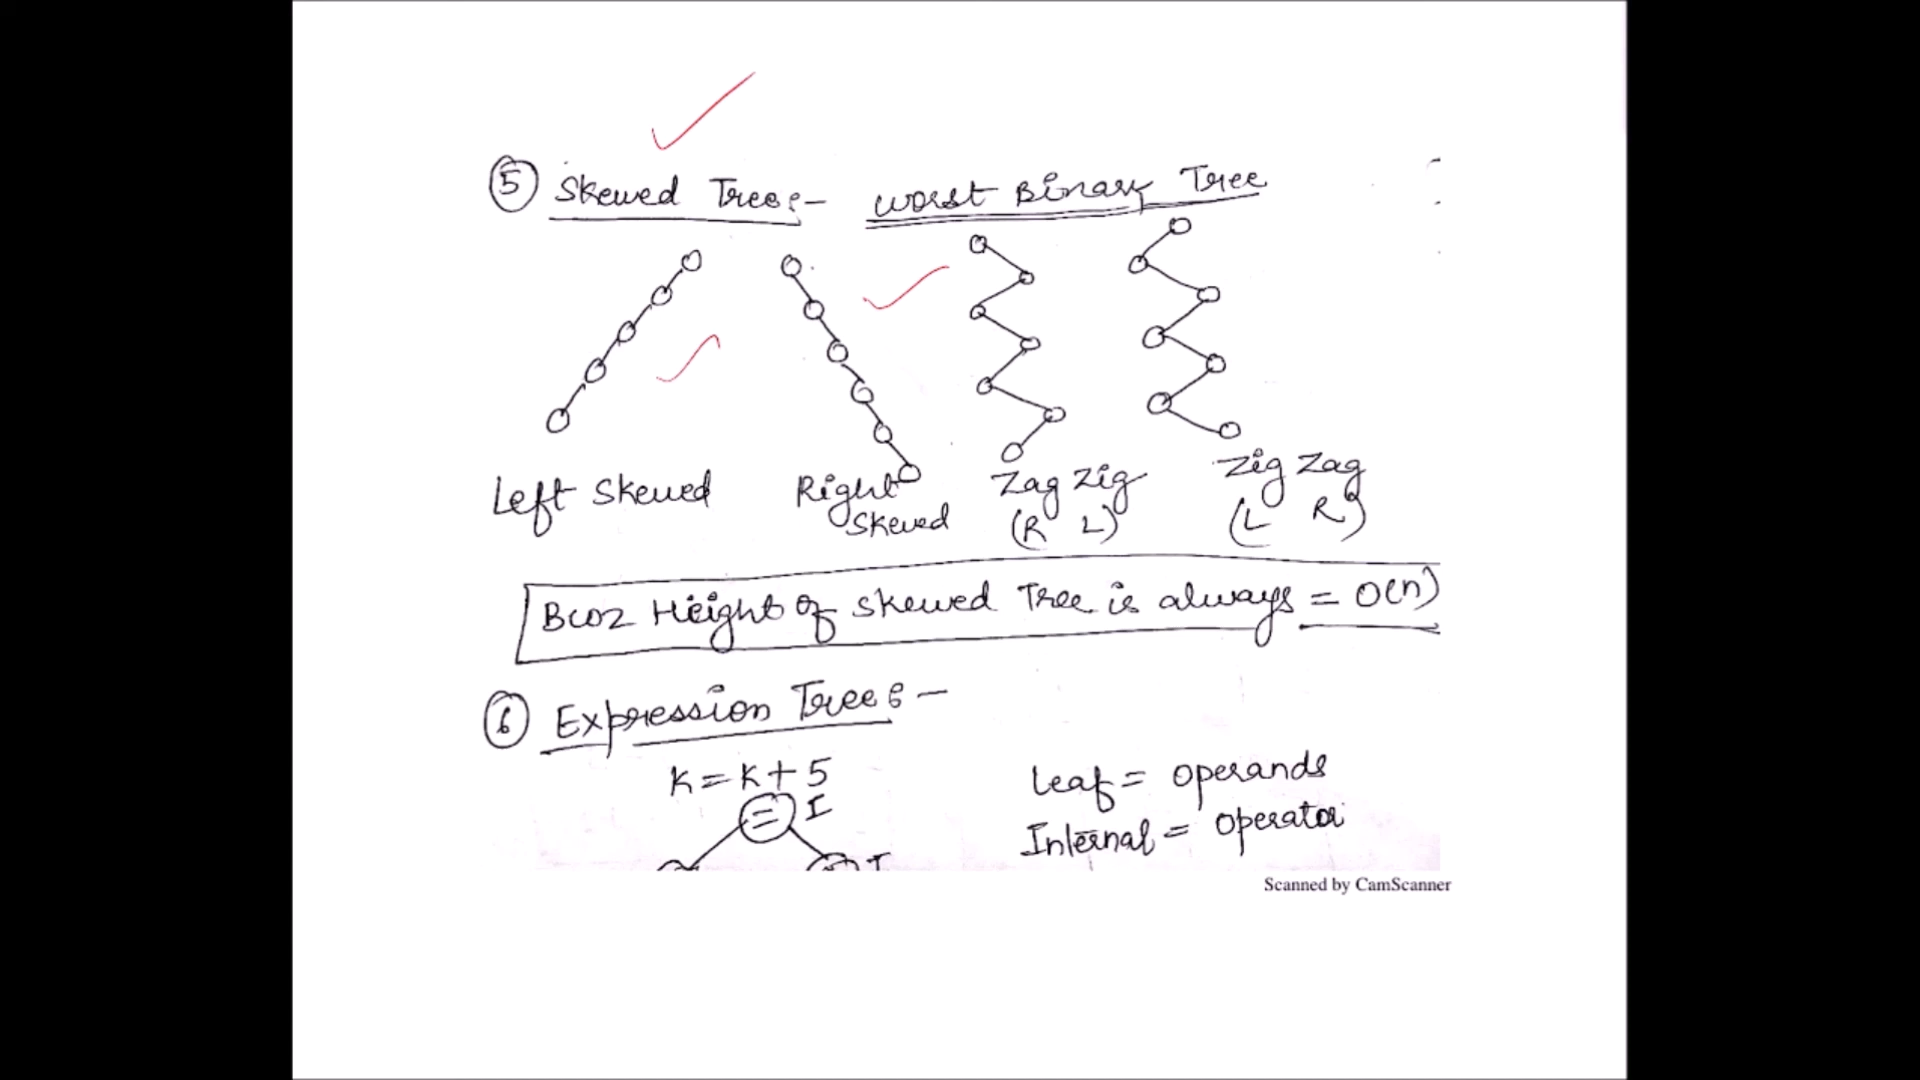 ⑤ Skewed Tree:- Worst Binary Tree
Left Skewed
Right Skewed
Zag Zig
(R L)
Zig Zag
(L R)
Bcoz Height of skewed Tree is always = O(n)
⑥ Expression Tree:-
K = K + 5
= I
I
Leaf = operands
Internal = operator
Scanned by CamScanner